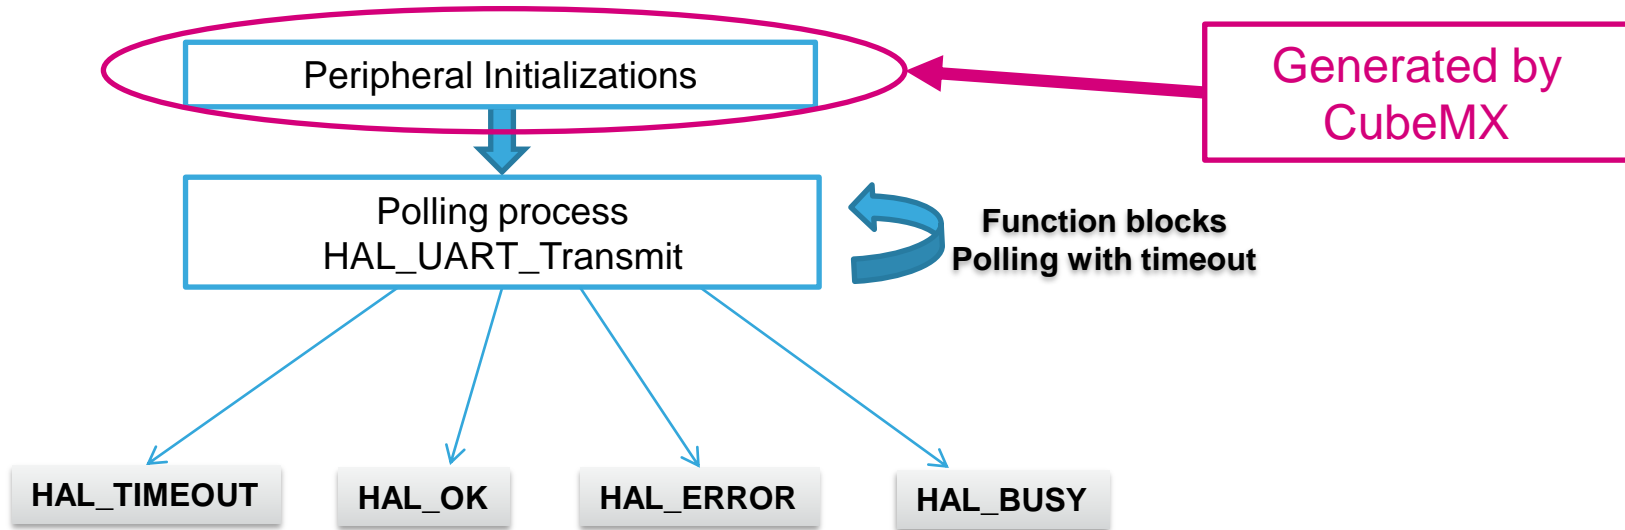 Peripheral Initializations
Generated by
CubeMX
Polling process
HAL_UART_Transmit
Function blocks
Polling with timeout
HAL_TIMEOUT
HAL_OK
HAL_ERROR
HAL_BUSY